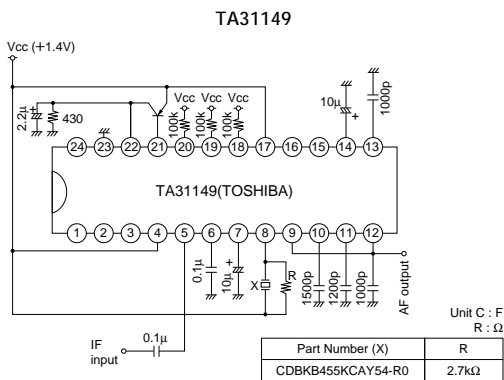 TA31149
Vcc (+1.4V)
2.2μ
+
430
Vcc
Vcc
Vcc
100k
100k
100k
10μ
+
1000p
24
23
22
21
20
19
18
17
16
15
14
13
TA31149(TOSHIBA)
1
2
3
4
5
6
7
8
9
10
11
12
0.1μ
10μ
+
X
R
1500p
1200p
1000p
AF output
IF
input
0.1μ
Unit C : F
R : Ω
Part Number (X) R
CDBKB455KCAY54-R0 2.7kΩ